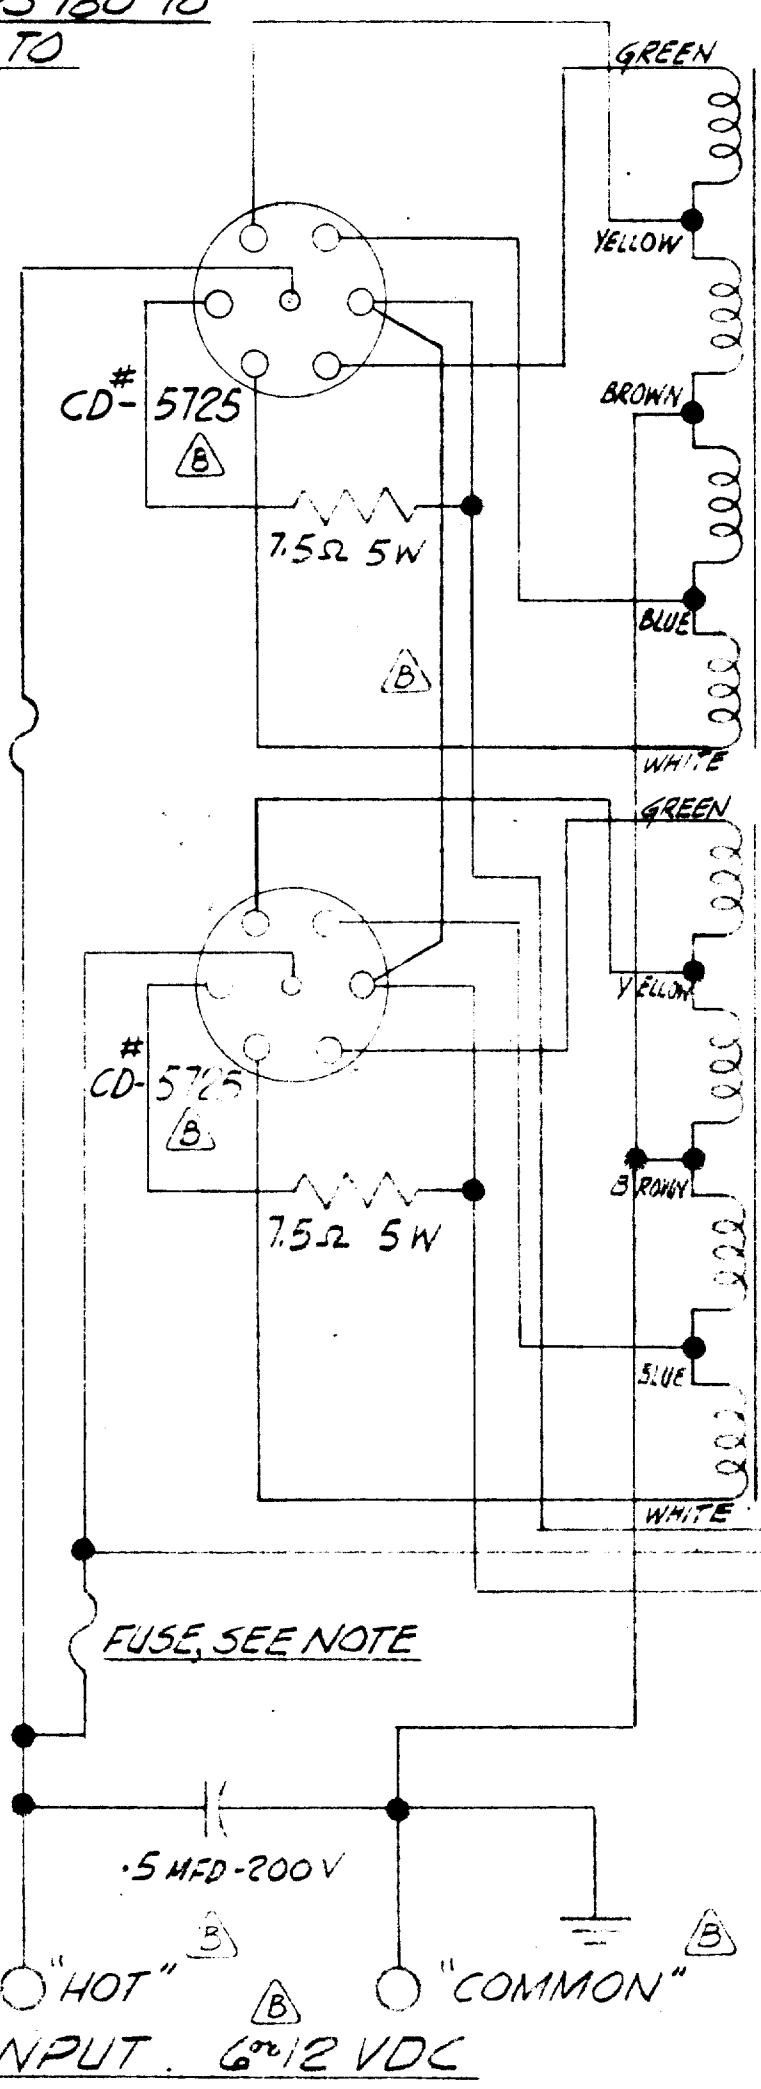 TO
GREEN
YELLOW
#
CD-5725
B
BROWN
7.5Ω 5W
BLUE
B
WHITE
GREEN
YELLOW
#
CD-5725
B
BROWN
7.5Ω 5W
BLUE
WHITE
FUSE, SEE NOTE
.5 MFD-200V
B
B
"HOT"
"COMMON"
B
NPUT. 6 or 12 VDC